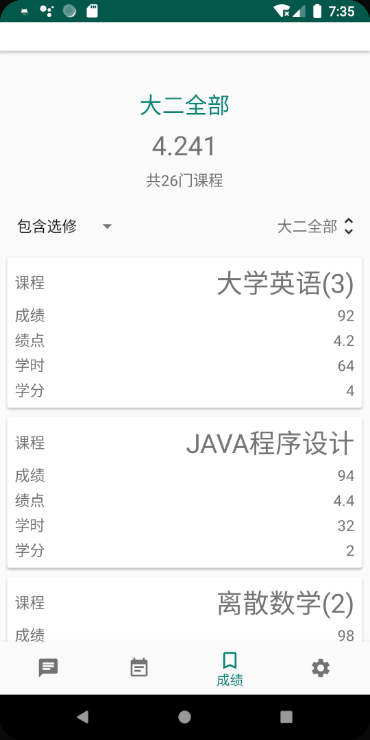 7:35
大二全部
4.241
共26门课程
包含选修 大二全部
课程 大学英语(3)
成绩 92
绩点 4.2
学时 64
学分 4
课程 JAVA程序设计
成绩 94
绩点 4.4
学时 32
学分 2
课程 离散数学(2)
成绩 98
成绩